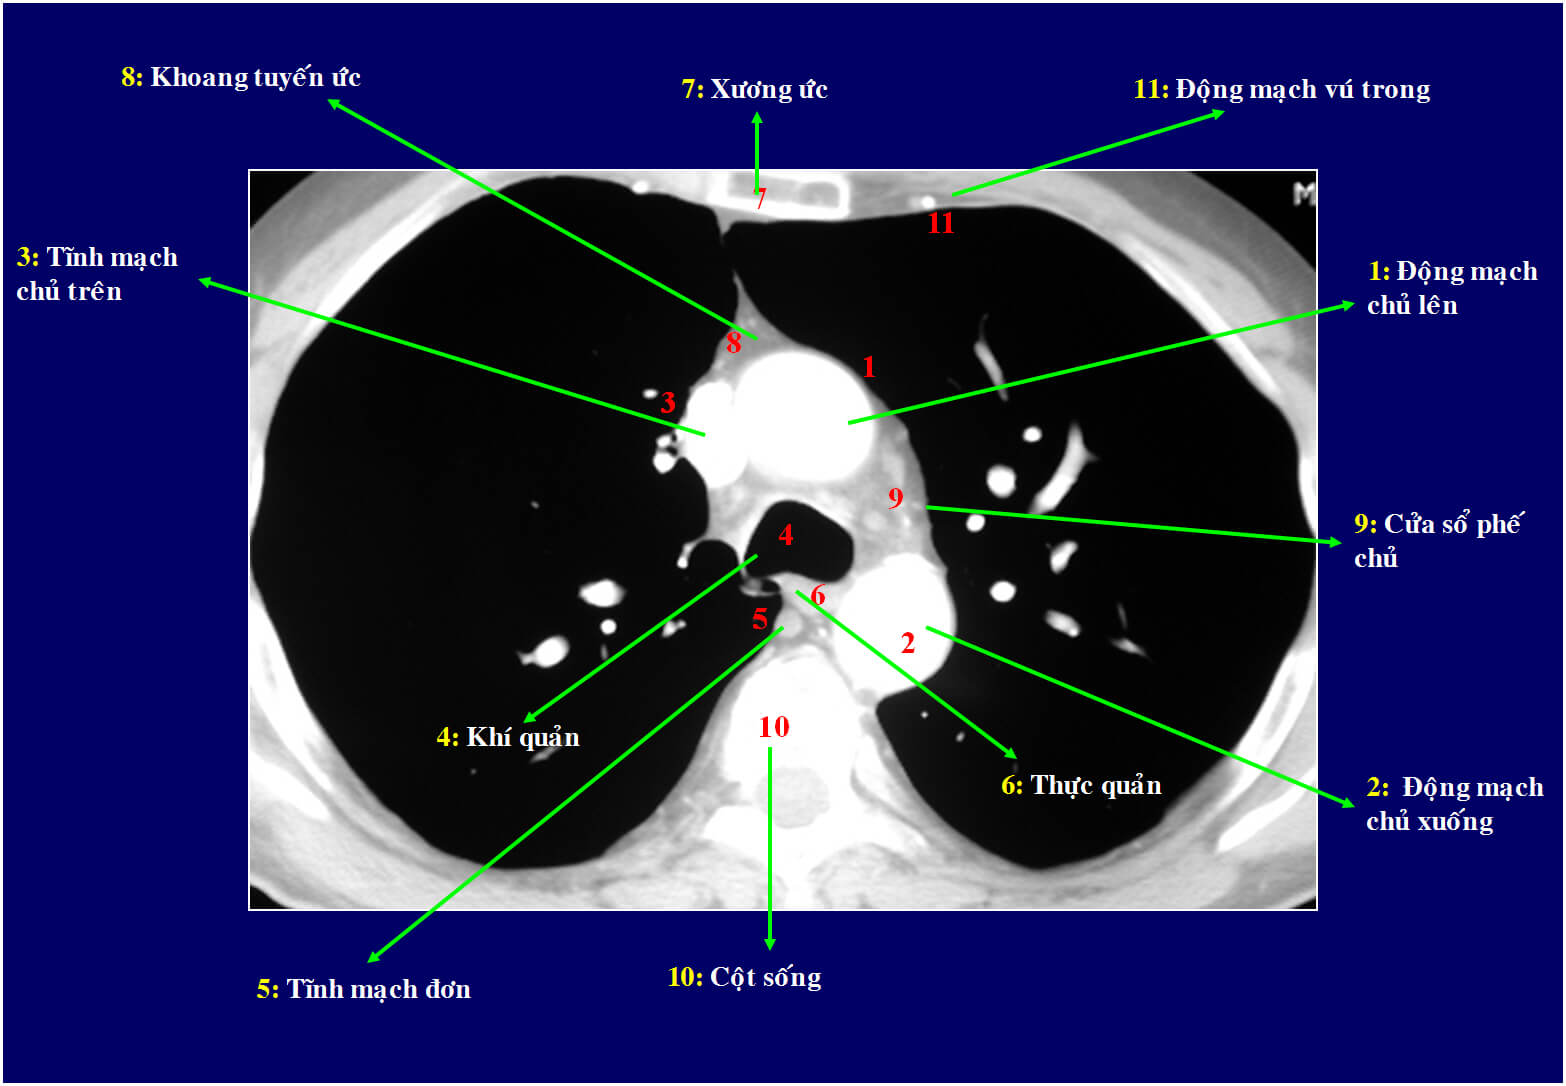 8: Khoang tuyến ức
7: Xương ức
11: Động mạch vú trong
M
7
11
3: Tĩnh mạch
chủ trên
1: Động mạch
chủ lên
8
1
3
9
9: Cửa sổ phế
chủ
4
6
5
2
10
4: Khí quản
6: Thực quản
2: Động mạch
chủ xuống
5: Tĩnh mạch đơn
10: Cột sống